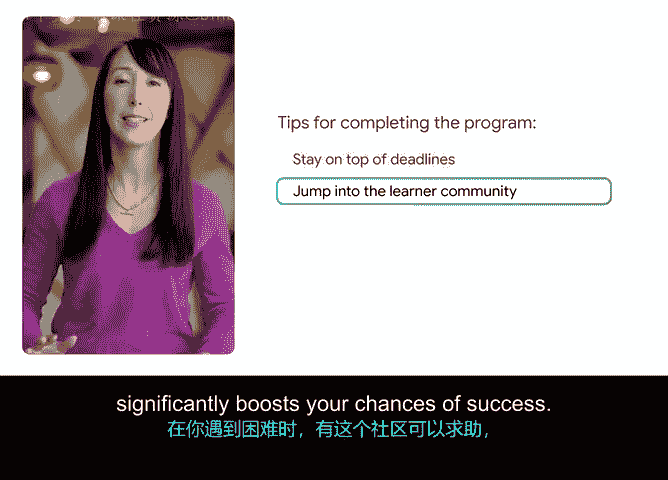 Tips for completing the program:
Stay on top of deadlines
Jump into the learner community
significantly boosts your chances of success.
在你遇到困难时，有这个社区可以求助，